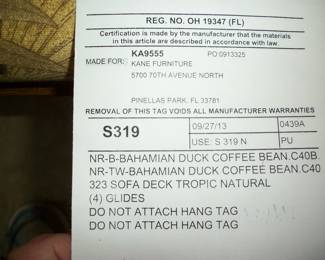 REG. NO. OH 19347 (FL)
Certification is made by the manufacturer that the materials
in this article are described in accordance with law.
MADE FOR: KA9555 PO:0913325
KANE FURNITURE
5700 70TH AVENUE NORTH
PINELLAS PARK, FL 33781
REMOVAL OF THIS TAG VOIDS ALL MANUFACTURER WARRANTIES
S319 09/27/13 0439A
USE: S 319 N PU
NR-B-BAHAMIAN DUCK COFFEE BEAN.C40B.
NR-TW-BAHAMIAN DUCK COFFEE BEAN.C40
323 SOFA DECK TROPIC NATURAL
(4) GLIDES
DO NOT ATTACH HANG TAG
DO NOT ATTACH HANG TAG